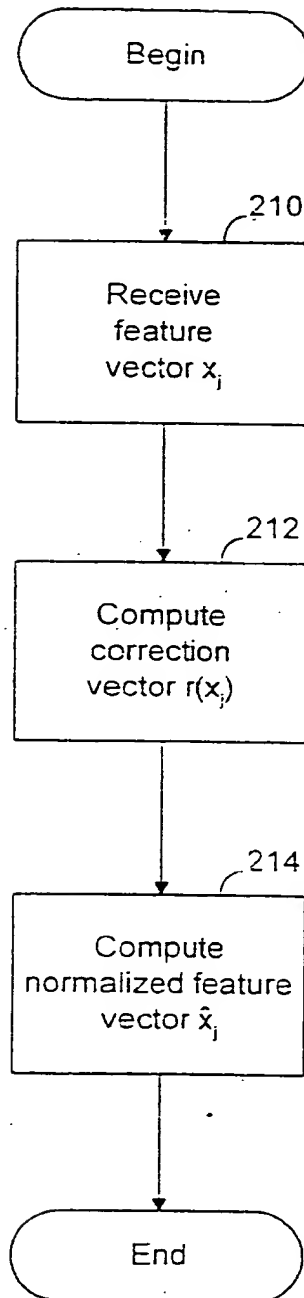 Begin
210
Receive
feature
vector xⱼ
212
Compute
correction
vector r(xⱼ)
214
Compute
normalized feature
vector x̂ⱼ
End